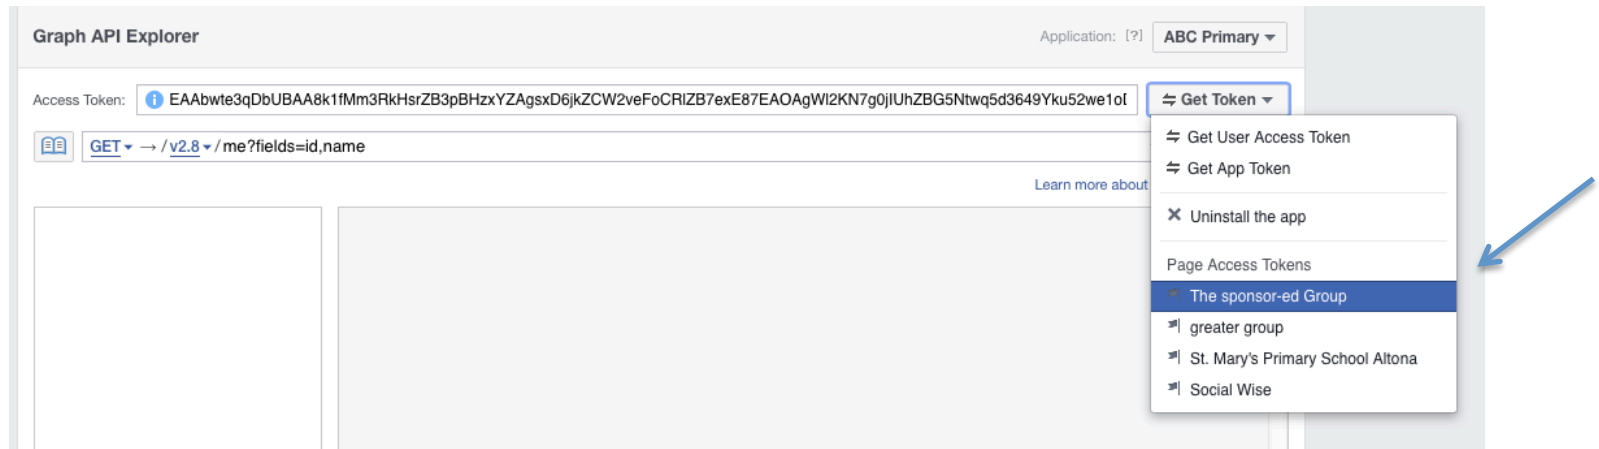 Graph API Explorer
Application: [?] ABC Primary
Access Token: EAAbwte3qDbUBAA8k1fMm3RkHsrZB3pBHzxYZAgsxD6jkZCW2veFoCRlZB7exE87EAOAgWl2KN7g0jIUhZBG5Ntwq5d3649Yku52we1o Get Token
GET → / v2.8 / me?fields=id,name
Learn more about
Get User Access Token
Get App Token
Uninstall the app
Page Access Tokens
The sponsor-ed Group
greater group
St. Mary's Primary School Altona
Social Wise